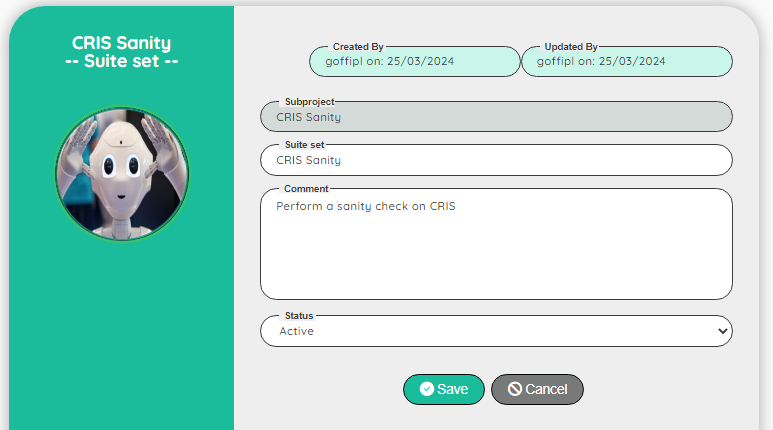 CRIS Sanity
-- Suite set --
Created By
goffipl on: 25/03/2024
Updated By
goffipl on: 25/03/2024
Subproject
CRIS Sanity
Suite set
CRIS Sanity
Comment
Perform a sanity check on CRIS
Status
Active
Save
Cancel